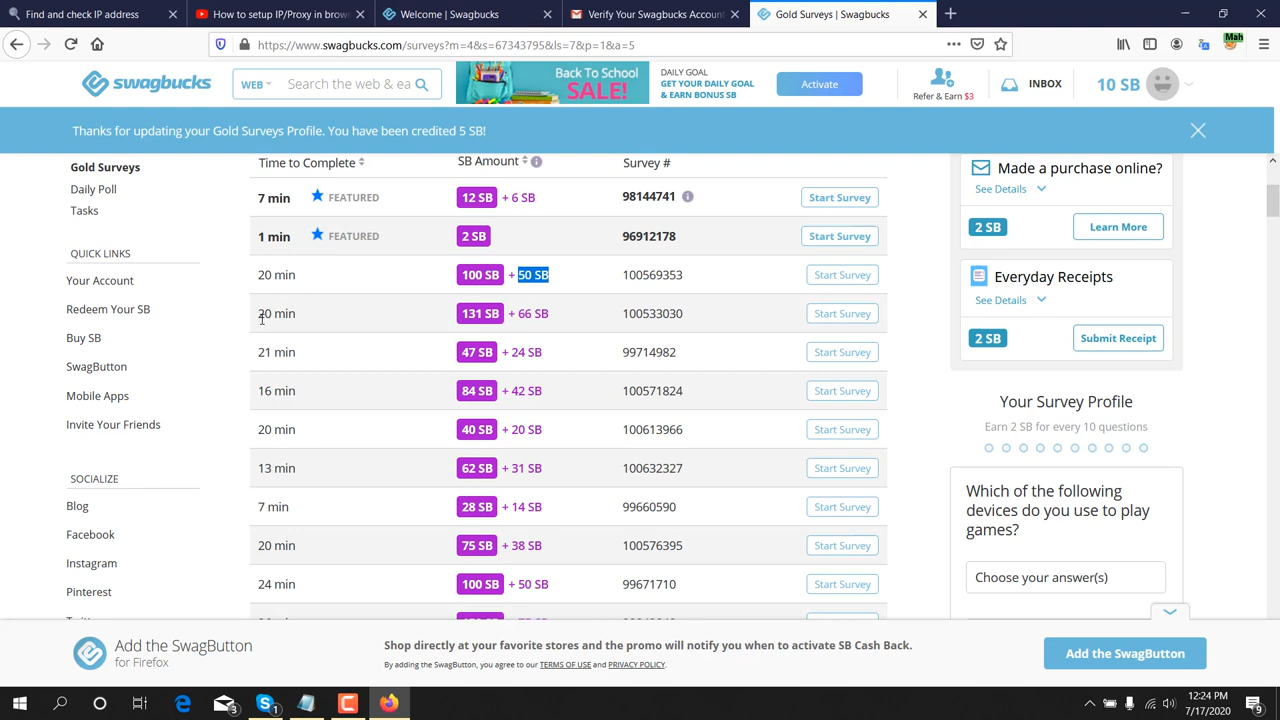 Find and check IP address
How to setup IP/Proxy in brow
Welcome | Swagbucks
Verify Your Swagbucks Accoun
Gold Surveys | Swagbucks
https://www.swagbucks.com/surveys?m=4&s=67343795&ls=7&p=1&a=5
Mah
swagbucks
WEB
Search the web & ea
Back To School
SALE!
DAILY GOAL
GET YOUR DAILY GOAL
& EARN BONUS SB
Activate
Refer & Earn $3
INBOX
10 SB
Thanks for updating your Gold Surveys Profile. You have been credited 5 SB!
Gold Surveys
Daily Poll
Tasks
QUICK LINKS
Your Account
Redeem Your SB
Buy SB
SwagButton
Mobile Apps
Invite Your Friends
SOCIALIZE
Blog
Facebook
Instagram
Pinterest
Time to Complete SB Amount Survey #
7 min FEATURED 12 SB + 6 SB 98144741 Start Survey
1 min FEATURED 2 SB 96912178 Start Survey
20 min 100 SB + 50 SB 100569353 Start Survey
20 min 131 SB + 66 SB 100533030 Start Survey
21 min 47 SB + 24 SB 99714982 Start Survey
16 min 84 SB + 42 SB 100571824 Start Survey
20 min 40 SB + 20 SB 100613966 Start Survey
13 min 62 SB + 31 SB 100632327 Start Survey
7 min 28 SB + 14 SB 99660590 Start Survey
20 min 75 SB + 38 SB 100576395 Start Survey
24 min 100 SB + 50 SB 99671710 Start Survey
Made a purchase online?
See Details
2 SB Learn More
Everyday Receipts
See Details
2 SB Submit Receipt
Your Survey Profile
Earn 2 SB for every 10 questions
Which of the following
devices do you use to play
games?
Choose your answer(s)
Add the SwagButton
for Firefox
Shop directly at your favorite stores and the promo will notify you when to activate SB Cash Back.
By adding the SwagButton, you agree to our TERMS OF USE and PRIVACY POLICY.
Add the SwagButton
3
1
12:24 PM
7/17/2020
9